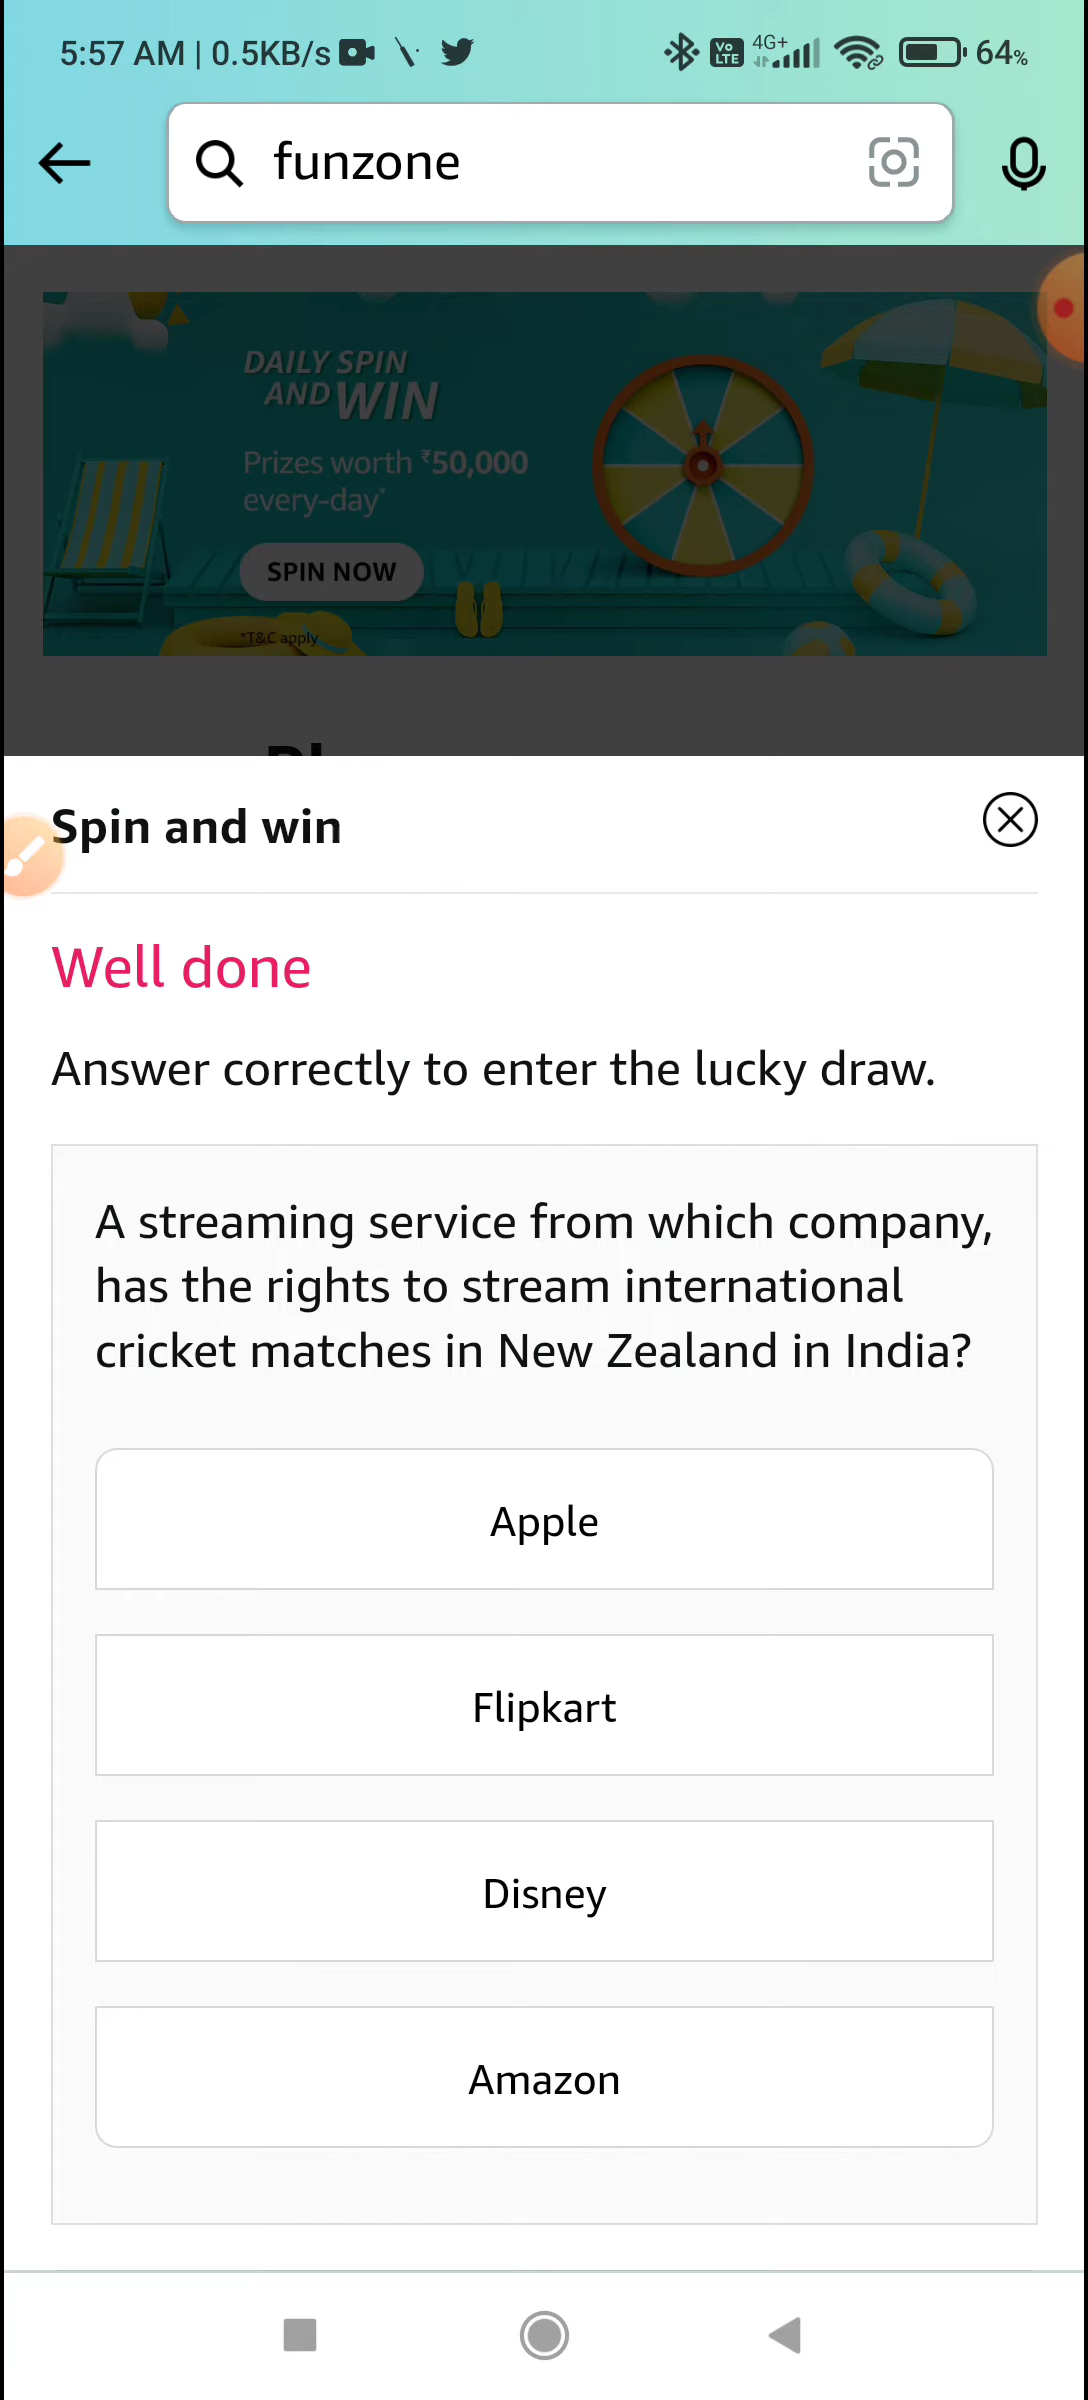 5:57 AM | 0.5KB/s
Vo LTE 4G+ 64%
funzone
DAILY SPIN
AND WIN
Prizes worth ₹50,000
every-day*
SPIN NOW
*T&C apply
Spin and win
Well done
Answer correctly to enter the lucky draw.
A streaming service from which company,
has the rights to stream international
cricket matches in New Zealand in India?
Apple
Flipkart
Disney
Amazon